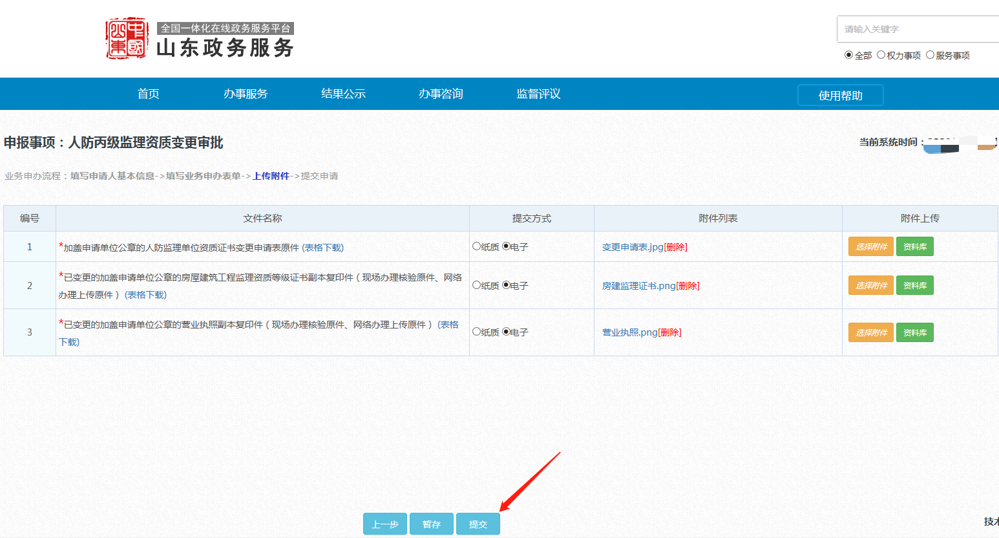 中国
山东
全国一体化在线政务服务平台
山东政务服务
请输入关键字
全部 权力事项 服务事项
首页 办事服务 结果公示 办事咨询 监督评议 使用帮助
申报事项：人防丙级监理资质变更审批
当前系统时间：
业务申办流程：填写申请人基本信息->填写业务申办表单->上传附件->提交申请
编号 文件名称 提交方式 附件列表 附件上传
1 *加盖申请单位公章的人防监理单位资质证书变更申请表原件 (表格下载) 纸质 电子 变更申请表.jpg[删除] 选择附件 资料库
2 *已变更的加盖申请单位公章的房屋建筑工程监理资质等级证书副本复印件（现场办理核验原件、网络
办理上传原件）(表格下载) 纸质 电子 房建监理证书.png[删除] 选择附件 资料库
3 *已变更的加盖申请单位公章的营业执照副本复印件（现场办理核验原件、网络办理上传原件）(表格
下载) 纸质 电子 营业执照.png[删除] 选择附件 资料库
上一步 暂存 提交
技术